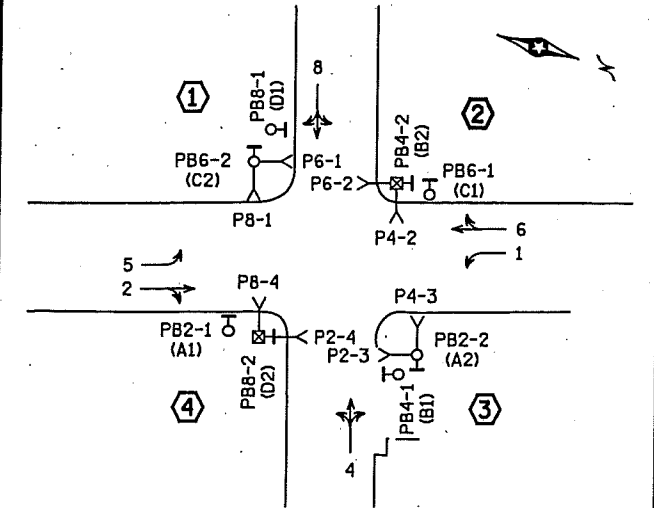 8
1
PB8-1
(D1)
2
PB4-2
(B2)
PB6-2
(C2)
P6-1
P6-2
PB6-1
(C1)
P8-1
P4-2
6
5
1
2
P8-4
P4-3
PB2-1
(A1)
P2-4
P2-3
PB2-2
(A2)
PB8-2
(D2)
PB4-1
(B1)
4
3
4